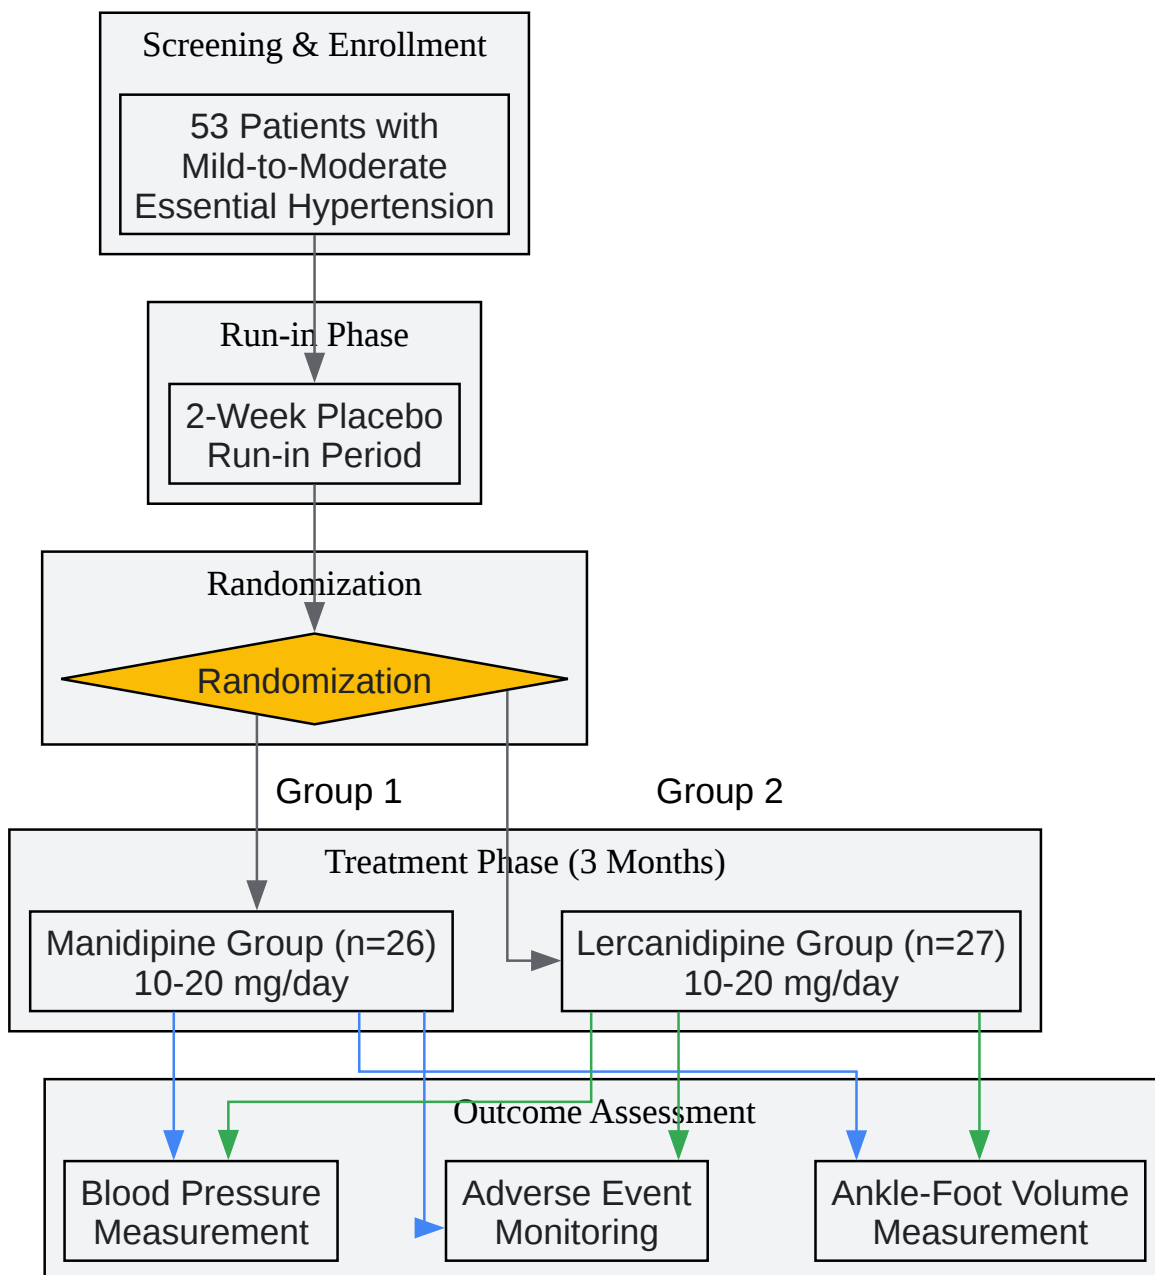 Screening & Enrollment
53 Patients with
Mild-to-Moderate
Essential Hypertension
Run-in Phase
2-Week Placebo
Run-in Period
Randomization
Randomization
Group 1
Group 2
Treatment Phase (3 Months)
Manidipine Group (n=26)
10-20 mg/day
Lercanidipine Group (n=27)
10-20 mg/day
Outcome Assessment
Blood Pressure
Measurement
Adverse Event
Monitoring
Ankle-Foot Volume
Measurement